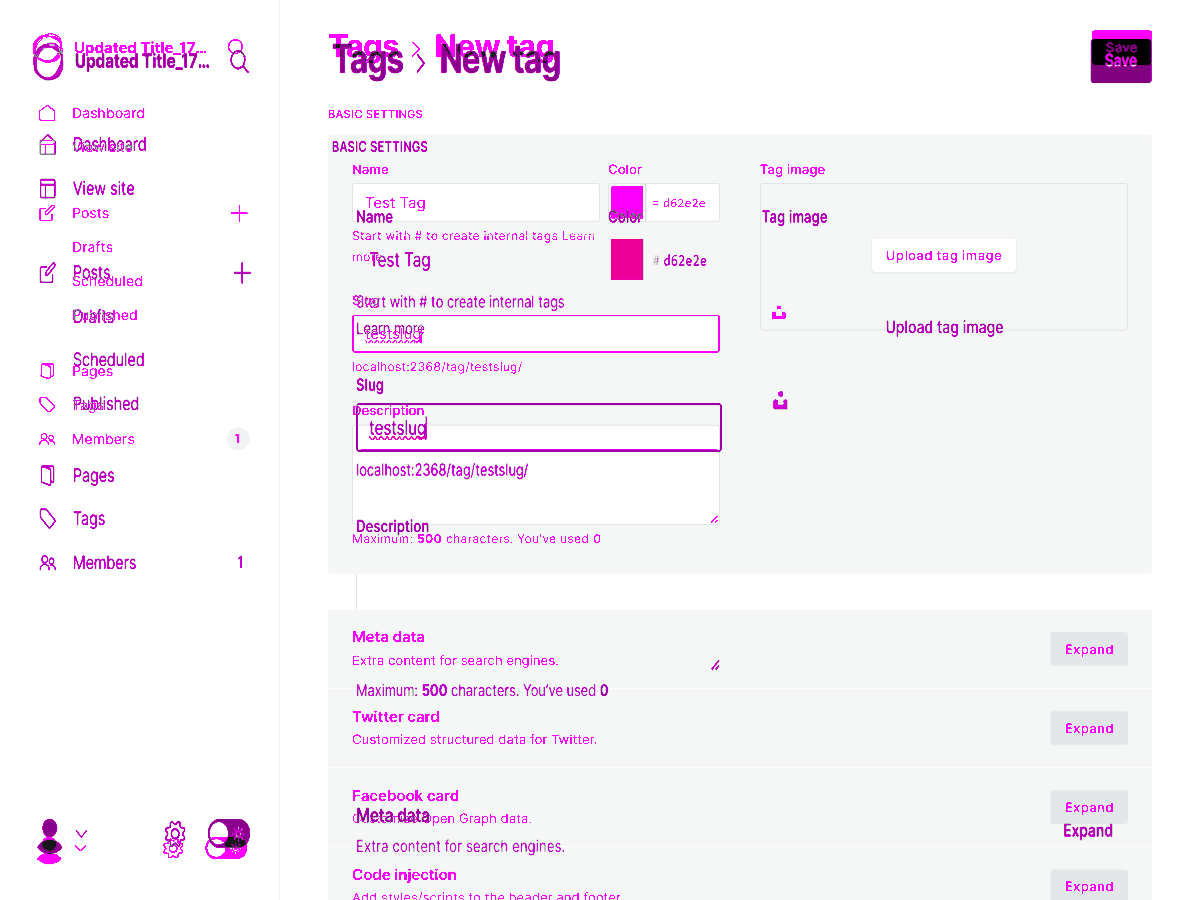 Updated Title_17...
Updated Title_17...
Tags > New tag
Tags > New tag
Save
Save
Dashboard
Dashboard
View site
View site
Posts
Drafts
Posts
Scheduled
Published
Drafts
Scheduled
Pages
Published
Tags
Members 1
Pages
Tags
Members 1
BASIC SETTINGS
BASIC SETTINGS
Name
Color
Tag image
Test Tag
= d62e2e
Name
Color
Tag image
Start with # to create internal tags Learn
more
Test Tag
# d62e2e
Upload tag image
Slug
Start with # to create internal tags
Learn more
testslug
Upload tag image
localhost:2368/tag/testslug/
Slug
Description
testslug
localhost:2368/tag/testslug/
Description
Maximum: 500 characters. You've used 0
Meta data
Extra content for search engines.
Expand
Maximum: 500 characters. You've used 0
Twitter card
Customized structured data for Twitter.
Expand
Facebook card
Customize Open Graph data.
Expand
Meta data
Expand
Extra content for search engines.
Code injection
Add styles/scripts to the header and footer
Expand